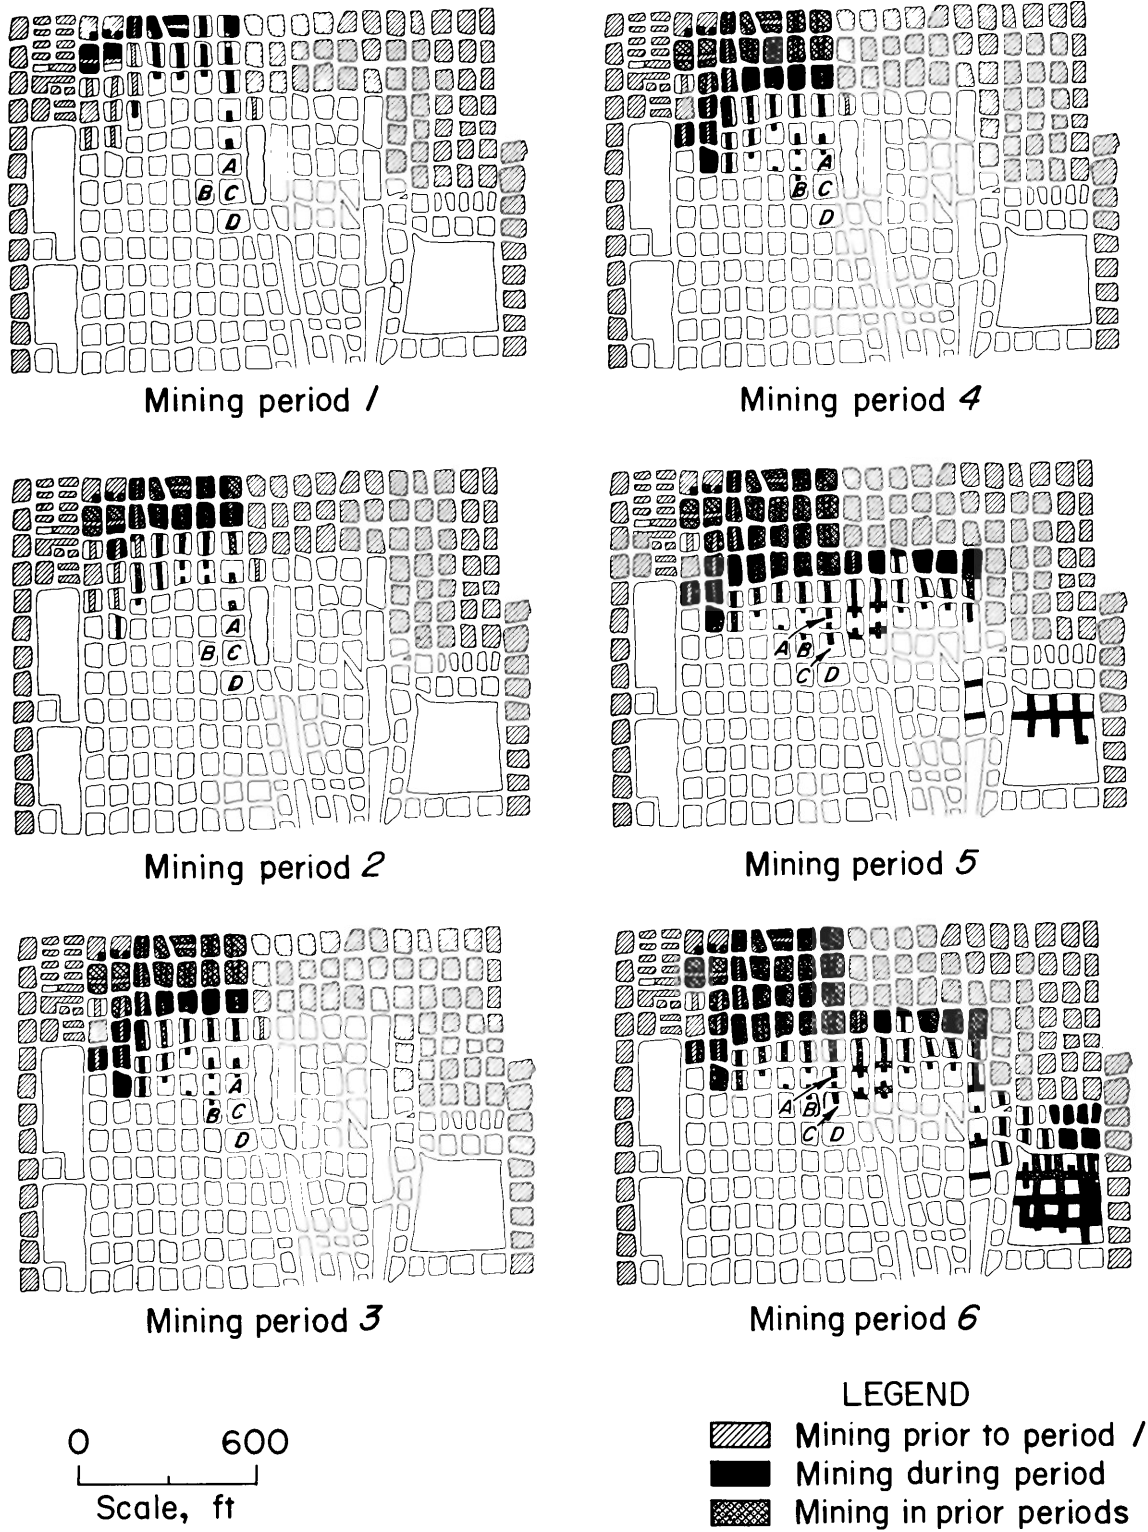 A
B C
D
Mining period 1
A
B C
D
Mining period 4
A
B C
D
Mining period 2
A B
C D
Mining period 5
A
B C
D
Mining period 3
A B
C D
Mining period 6
0 600
Scale, ft
LEGEND
Mining prior to period 1
Mining during period
Mining in prior periods